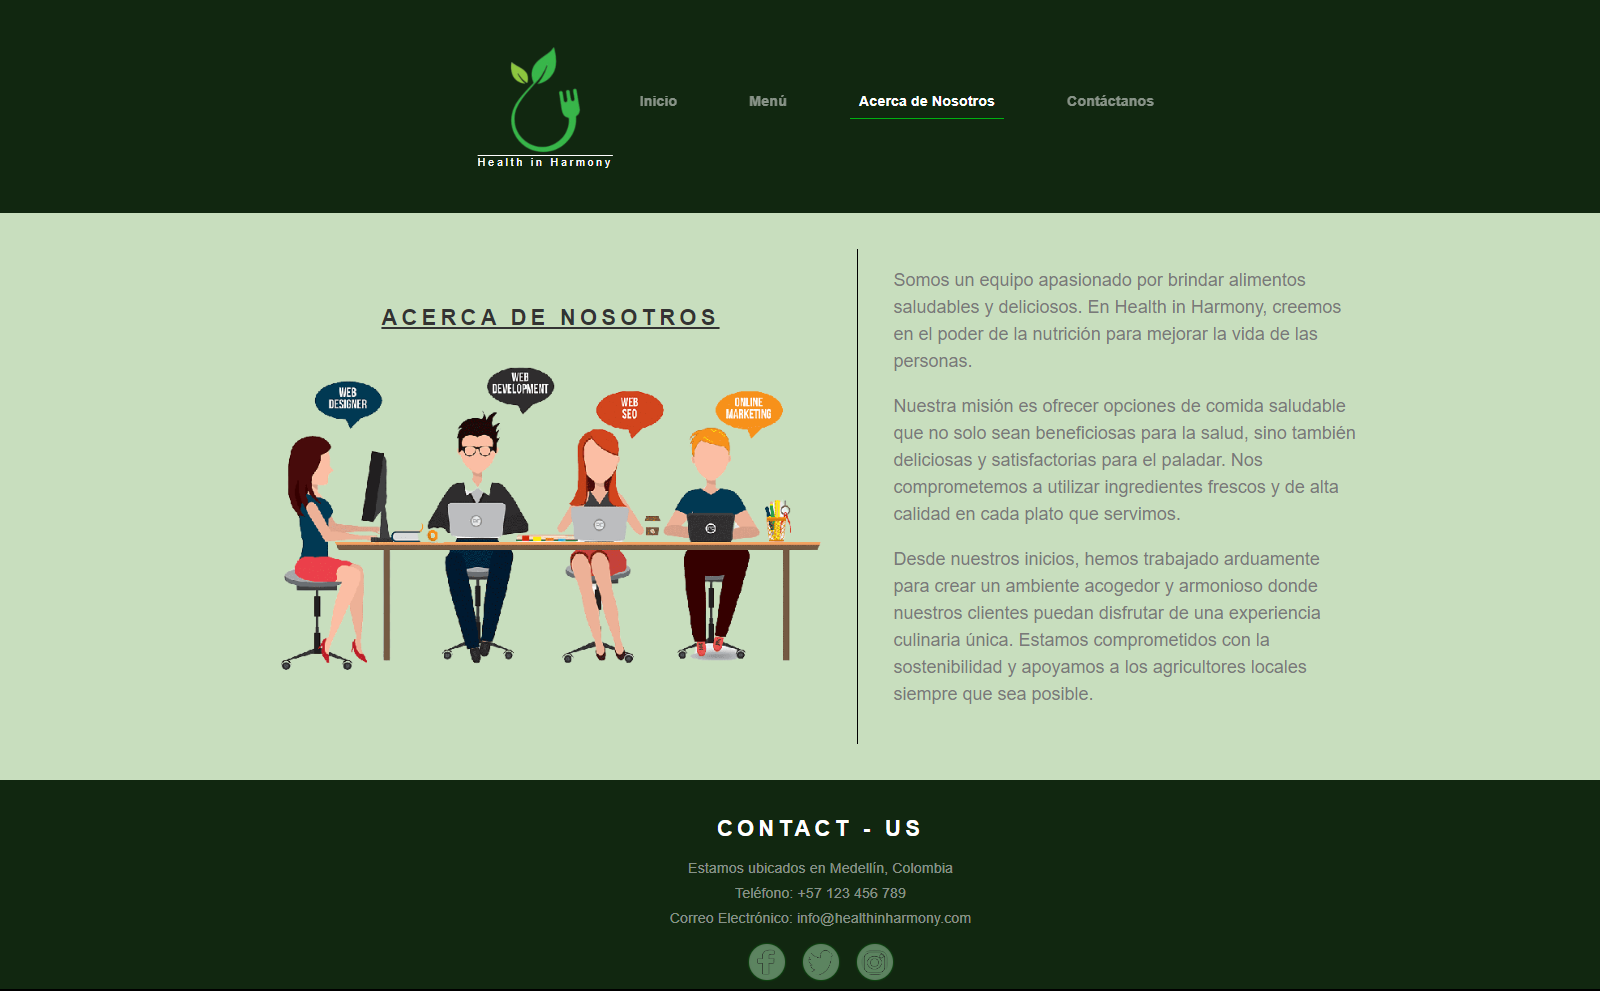 Health in Harmony
Inicio
Menú
Acerca de Nosotros
Contáctanos
ACERCA DE NOSOTROS
WEB
DESIGNER
WEB
DEVELOPMENT
WEB
SEO
ONLINE
MARKETING
Somos un equipo apasionado por brindar alimentos
saludables y deliciosos. En Health in Harmony, creemos
en el poder de la nutrición para mejorar la vida de las
personas.
Nuestra misión es ofrecer opciones de comida saludable
que no solo sean beneficiosas para la salud, sino también
deliciosas y satisfactorias para el paladar. Nos
comprometemos a utilizar ingredientes frescos y de alta
calidad en cada plato que servimos.
Desde nuestros inicios, hemos trabajado arduamente
para crear un ambiente acogedor y armonioso donde
nuestros clientes puedan disfrutar de una experiencia
culinaria única. Estamos comprometidos con la
sostenibilidad y apoyamos a los agricultores locales
siempre que sea posible.
CONTACT - US
Estamos ubicados en Medellín, Colombia
Teléfono: +57 123 456 789
Correo Electrónico: info@healthinharmony.com